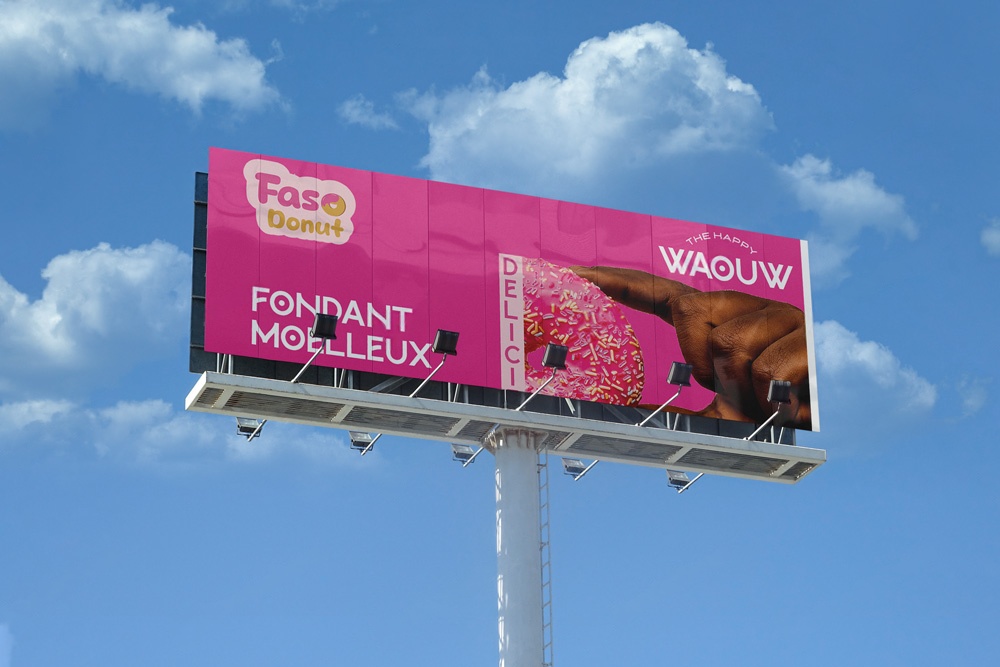 Faso
Donut
FONDANT
MOELLEUX
DELICI
THE HAPPY
WAOUW